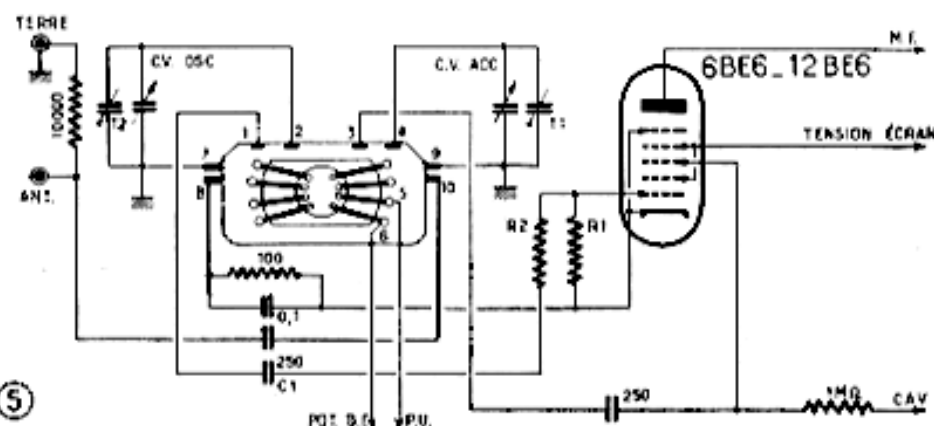 TERRE
C.V. OSC
C.V. ACC
M.F.
6BE6_12BE6
10000
T2
T1
TENSION ÉCRAN
1 2 3 4
7 9
8 10
ANT.
5
6
R2 R1
100
0,1
250
C1
250
1MΩ
C.A.V
5
POT. B.F. P.U.